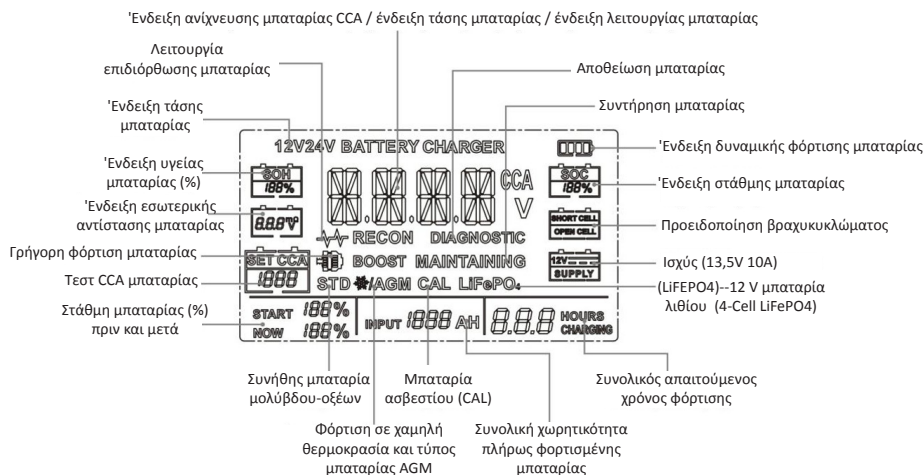 'Ενδειξη ανίχνευσης μπαταρίας CCA / ένδειξη τάσης μπαταρίας / ένδειξη λειτουργίας μπαταρίας
Λειτουργία
επιδιόρθωσης μπαταρίας
Αποθείωση μπαταρίας
Συντήρηση μπαταρίας
'Ενδειξη τάσης
μπαταρίας
12V24V BATTERY CHARGER
'Ενδειξη δυναμικής φόρτισης μπαταρίας
'Ενδειξη υγείας
μπαταρίας (%)
SOH
188%
8.8.8.8
CCA
V
SOC
188%
'Ενδειξη στάθμης μπαταρίας
'Ενδειξη εσωτερικής
αντίστασης μπαταρίας
SHORT CELL
OPEN CELL
Προειδοποίηση βραχυκυκλώματος
RECON DIAGNOSTIC
Γρήγορη φόρτιση μπαταρίας
SET CCA
BOOST MAINTAINING
12V
SUPPLY
Ισχύς (13,5V 10A)
Τεστ CCA μπαταρίας
1888
STD /AGM CAL LiFePO4
(LiFEPO4)--12 V μπαταρία
λιθίου (4-Cell LiFePO4)
Στάθμη μπαταρίας (%)
πριν και μετά
START 188%
NOW 188%
INPUT 1888 AH
8.8.8 HOURS
CHARGING
Συνήθης μπαταρία
μολύβδου-οξέων
Μπαταρία
ασβεστίου (CAL)
Συνολικός απαιτούμενος
χρόνος φόρτισης
Φόρτιση σε χαμηλή
θερμοκρασία και τύπος
μπαταρίας AGM
Συνολική χωρητικότητα
πλήρως φορτισμένης
μπαταρίας